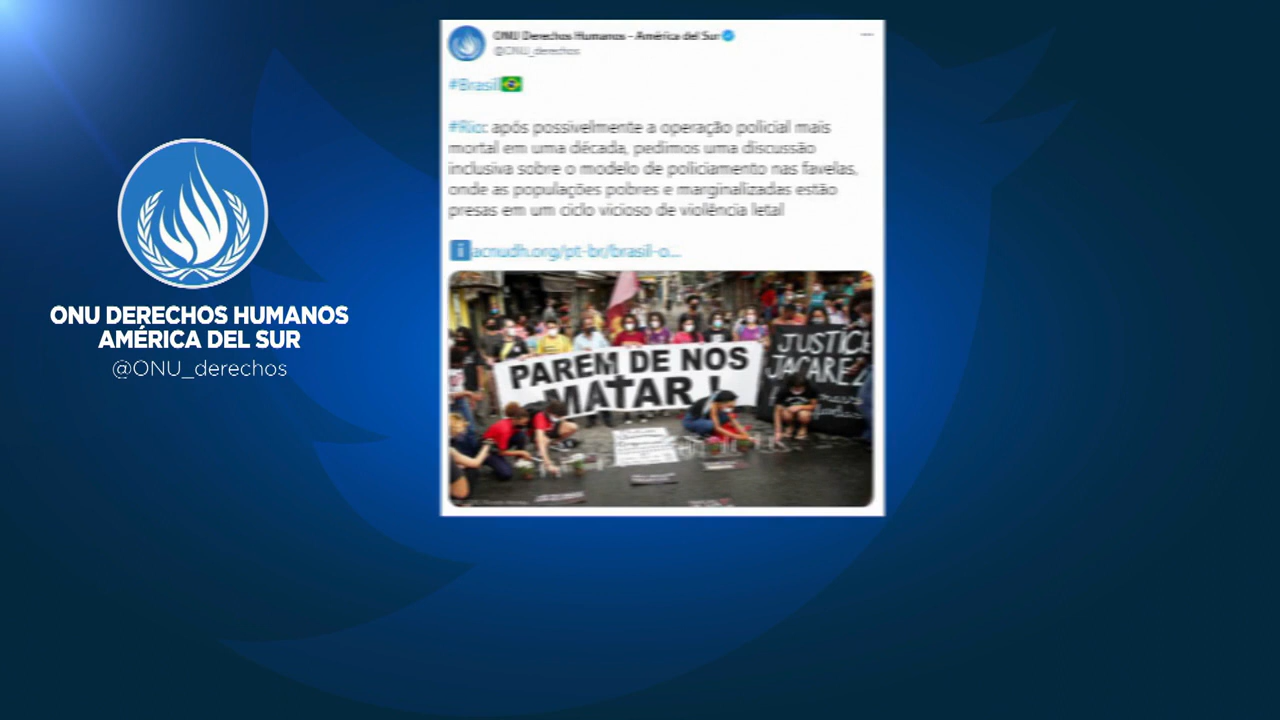 ONU DERECHOS HUMANOS
AMÉRICA DEL SUR
@ONU_derechos
ONU Derechos Humanos - América del Sur
@ONU_derechos
#Brasil
#Rio: após possivelmente a operação policial mais
mortal em uma década, pedimos uma discussão
inclusiva sobre o modelo de policiamento nas favelas,
onde as populações pobres e marginalizadas estão
presas em um ciclo vicioso de violência letal
acnudh.org/pt-br/brasil-o...
PAREM DE NOS
MATAR !
JUSTIC
JACAREZ